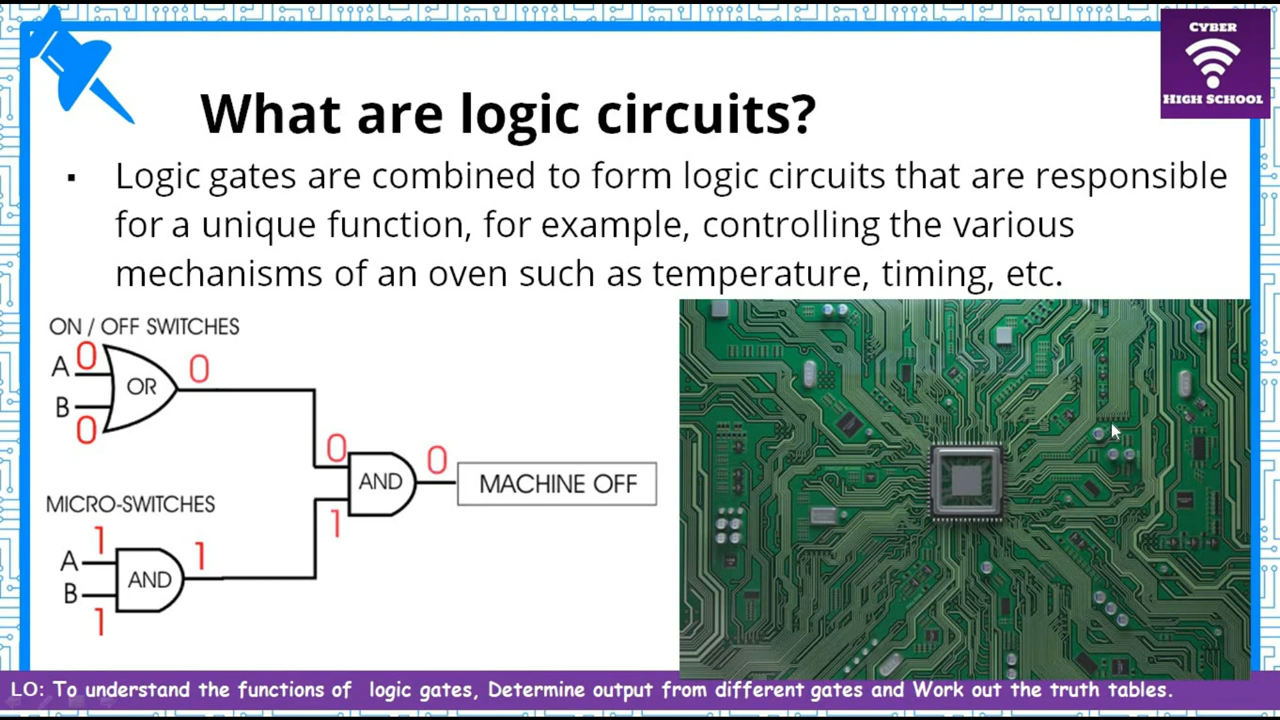 CYBER
HIGH SCHOOL
What are logic circuits?
▪ Logic gates are combined to form logic circuits that are responsible
for a unique function, for example, controlling the various
mechanisms of an oven such as temperature, timing, etc.
ON / OFF SWITCHES
A 0
OR
0
B
0
0
AND
0
MACHINE OFF
1
MICRO-SWITCHES
1
A
1
AND
B
1
LO: To understand the functions of logic gates, Determine output from different gates and Work out the truth tables.